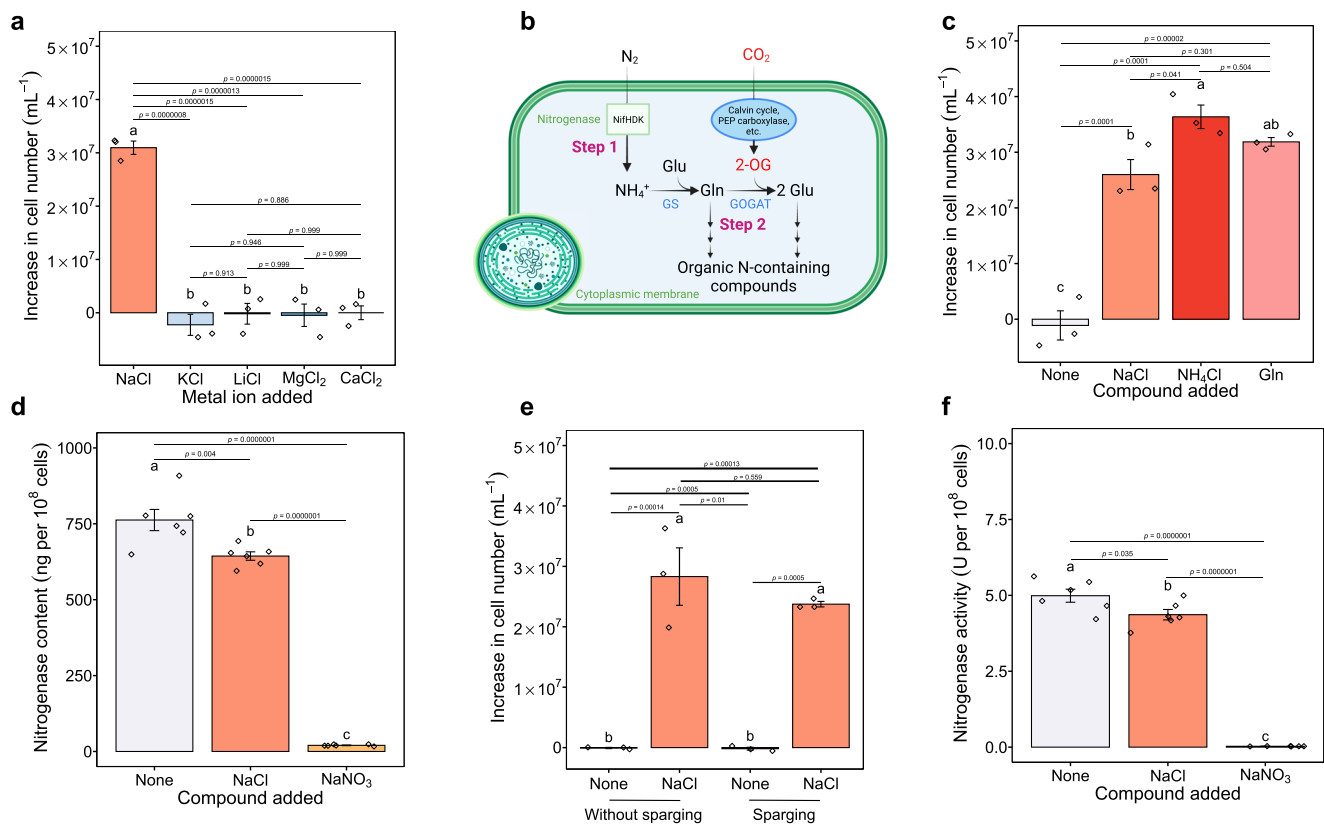 a
Increase in cell number (mL⁻¹)
5×10⁷
4×10⁷
3×10⁷
2×10⁷
1×10⁷
0
p = 0.0000015
p = 0.0000013
p = 0.0000015
p = 0.0000008
a
p = 0.886
p = 0.999
p = 0.946
p = 0.999
p = 0.999
p = 0.913
b
b
b
b
NaCl KCl LiCl MgCl₂ CaCl₂
Metal ion added
b
N₂
CO₂
Nitrogenase
NifHDK
Calvin cycle,
PEP carboxylase,
etc.
Step 1
Glu
2-OG
NH₄⁺
Gln
2 Glu
GS
GOGAT
Step 2
Organic N-containing
compounds
Cytoplasmic membrane
c
Increase in cell number (mL⁻¹)
5×10⁷
4×10⁷
3×10⁷
2×10⁷
1×10⁷
0
p = 0.00002
p = 0.301
p = 0.0001
p = 0.504
p = 0.041
a
p = 0.0001
b
ab
c
None NaCl NH₄Cl Gln
Compound added
d
Nitrogenase content (ng per 10⁸ cells)
1000
750
500
250
0
p = 0.0000001
p = 0.004
a
p = 0.0000001
b
c
None NaCl NaNO₃
Compound added
e
Increase in cell number (mL⁻¹)
5×10⁷
4×10⁷
3×10⁷
2×10⁷
1×10⁷
0
p = 0.00013
p = 0.559
p = 0.0005
p = 0.01
p = 0.00014
a
p = 0.0005
a
b
b
None NaCl None NaCl
Without sparging Sparging
f
Nitrogenase activity (U per 10⁸ cells)
10.0
7.5
5.0
2.5
0.0
p = 0.0000001
p = 0.035
a
p = 0.0000001
b
c
None NaCl NaNO₃
Compound added